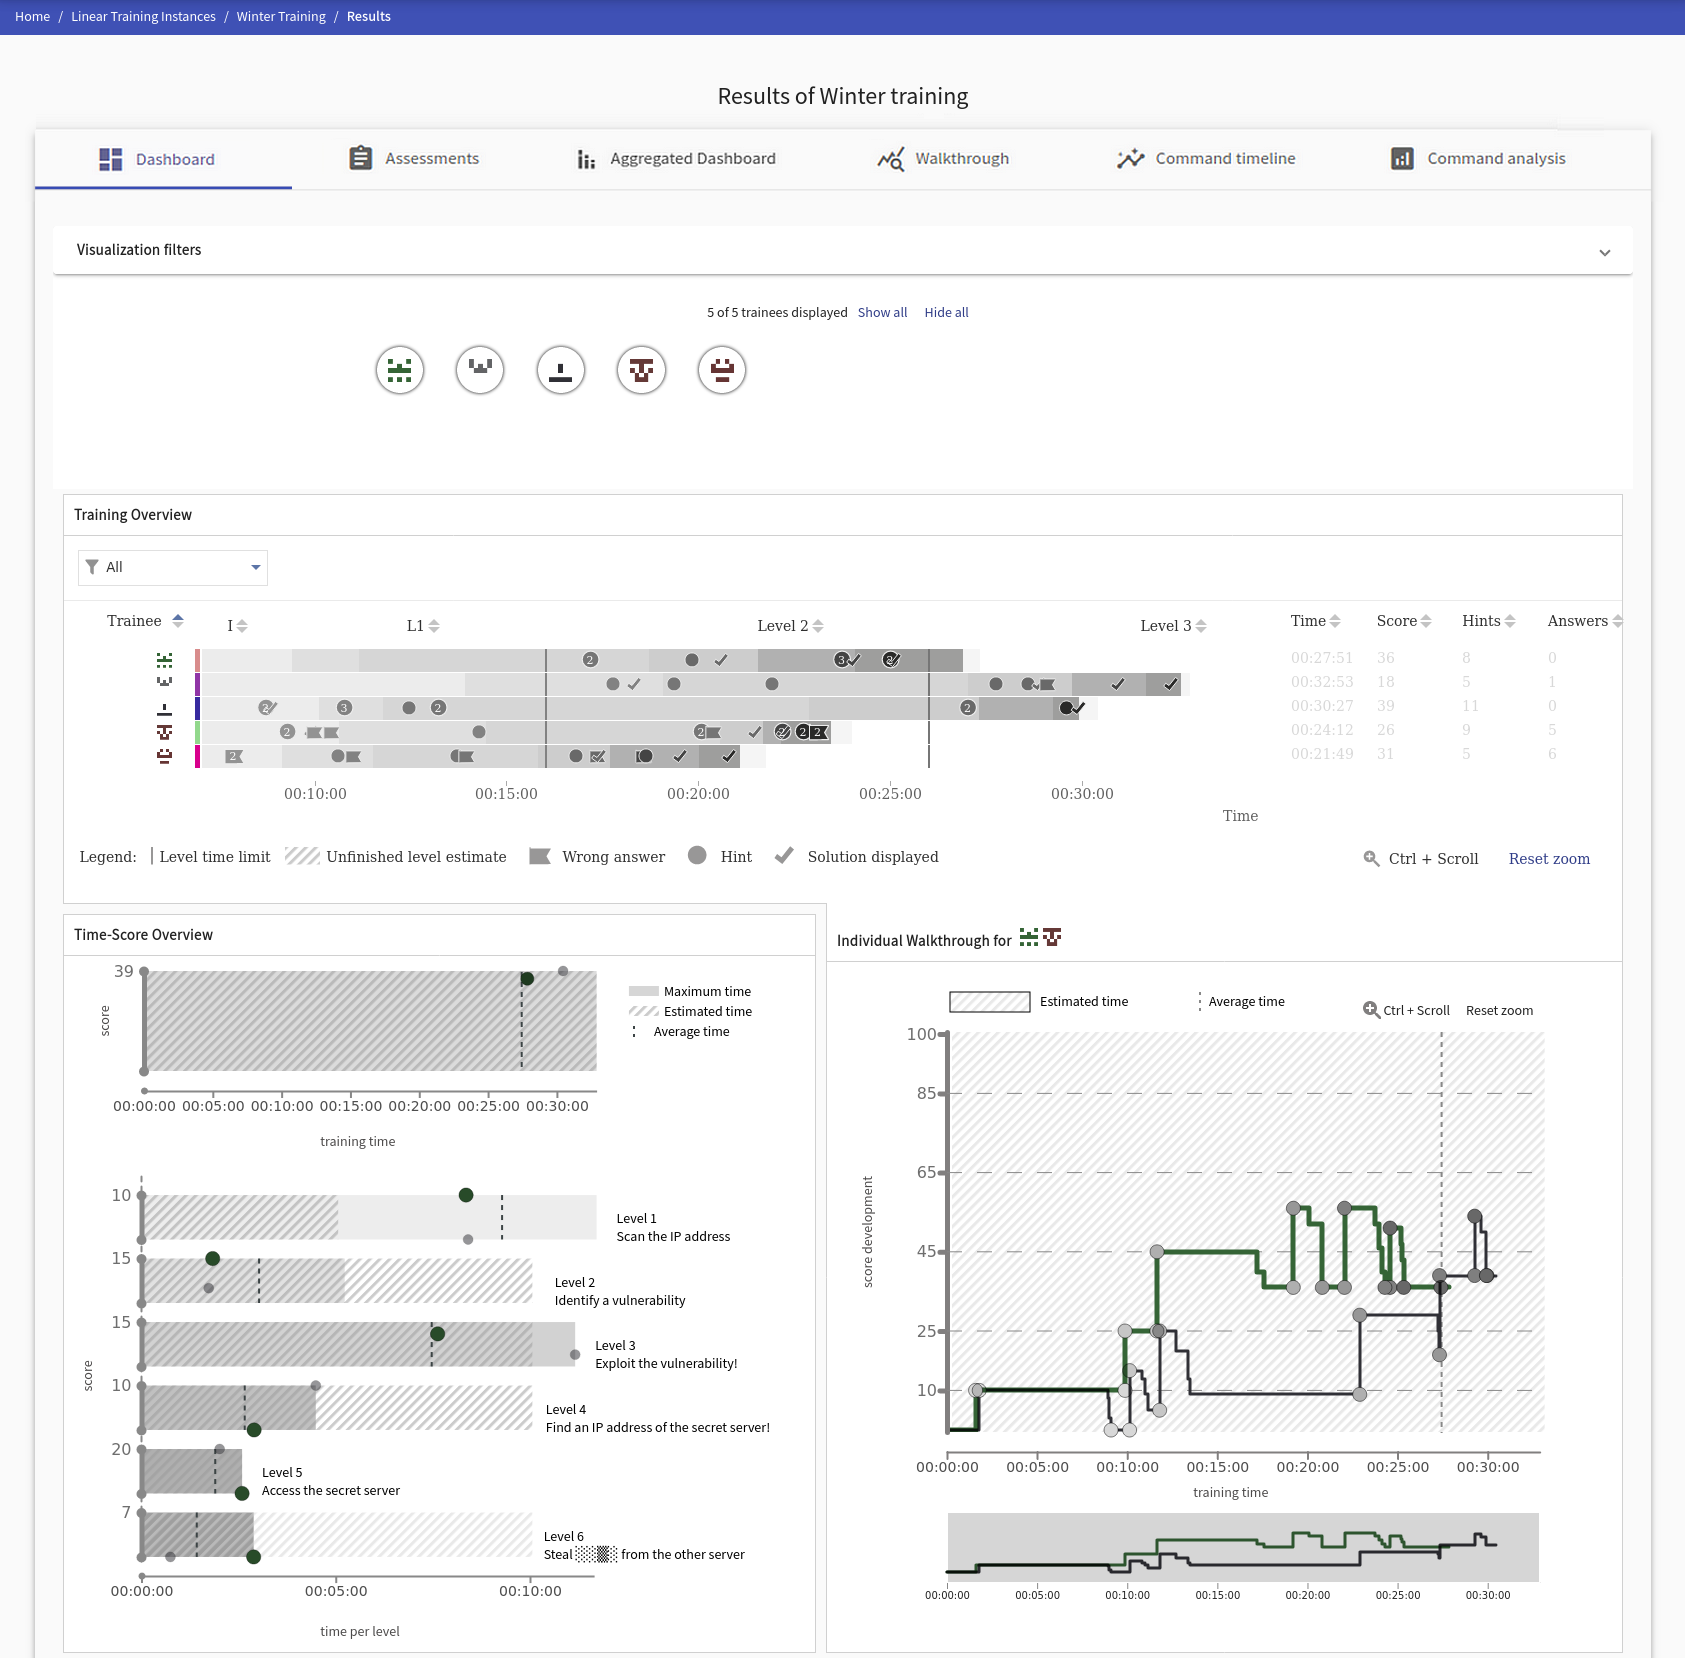 Home / Linear Training Instances / Winter Training / Results
Results of Winter training
Dashboard Assessments Aggregated Dashboard Walkthrough Command timeline Command analysis
Visualization filters
5 of 5 trainees displayed Show all Hide all
Training Overview
All
Trainee I L1 Level 2 Level 3 Time Score Hints Answers
2 3 2 00:27:51 36 8 0
00:32:53 18 5 1
2 3 2 2 00:30:27 39 11 0
2 2 2 2 2 00:24:12 26 9 5
2 00:21:49 31 5 6
00:10:00 00:15:00 00:20:00 00:25:00 00:30:00
Time
Legend: Level time limit Unfinished level estimate Wrong answer Hint Solution displayed Ctrl + Scroll Reset zoom
Time-Score Overview
39
score
Maximum time
Estimated time
Average time
00:00:00 00:05:00 00:10:00 00:15:00 00:20:00 00:25:00 00:30:00
training time
score
10
Level 1
Scan the IP address
15
Level 2
Identify a vulnerability
15
Level 3
Exploit the vulnerability!
10
Level 4
Find an IP address of the secret server!
20
Level 5
Access the secret server
7
Level 6
Steal ░░▒░ from the other server
00:00:00 00:05:00 00:10:00
time per level
Individual Walkthrough for
Estimated time Average time Ctrl + Scroll Reset zoom
100
85
65
45
25
10
score development
00:00:00 00:05:00 00:10:00 00:15:00 00:20:00 00:25:00 00:30:00
training time
00:00:00 00:05:00 00:10:00 00:15:00 00:20:00 00:25:00 00:30:00